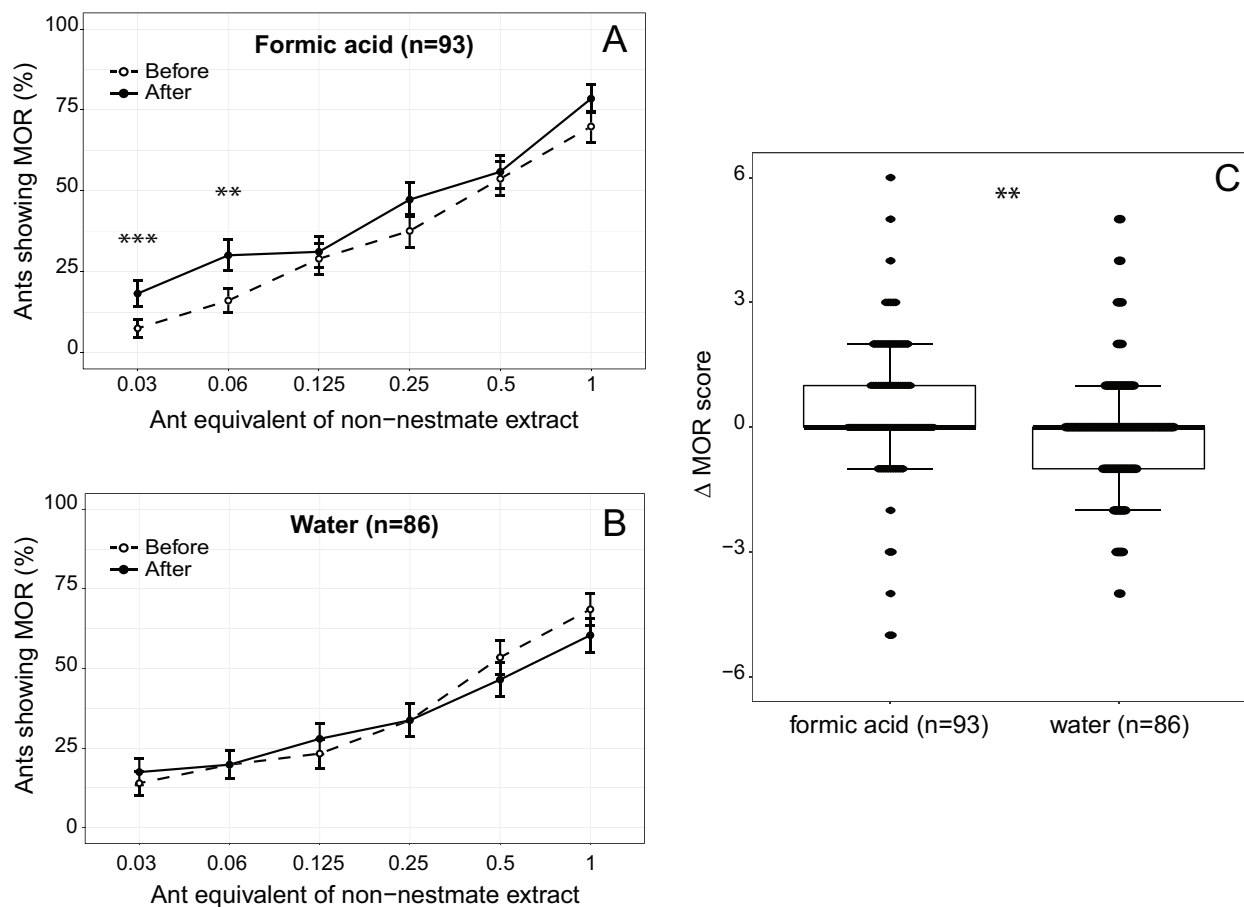 A
Formic acid (n=93)
Before
After
Ants showing MOR (%)
100
75
50
25
0
***
**
0.03 0.06 0.125 0.25 0.5 1
Ant equivalent of non−nestmate extract
B
Water (n=86)
Before
After
Ants showing MOR (%)
100
75
50
25
0
0.03 0.06 0.125 0.25 0.5 1
Ant equivalent of non−nestmate extract
C
**
Δ MOR score
6
3
0
−3
−6
formic acid (n=93) water (n=86)